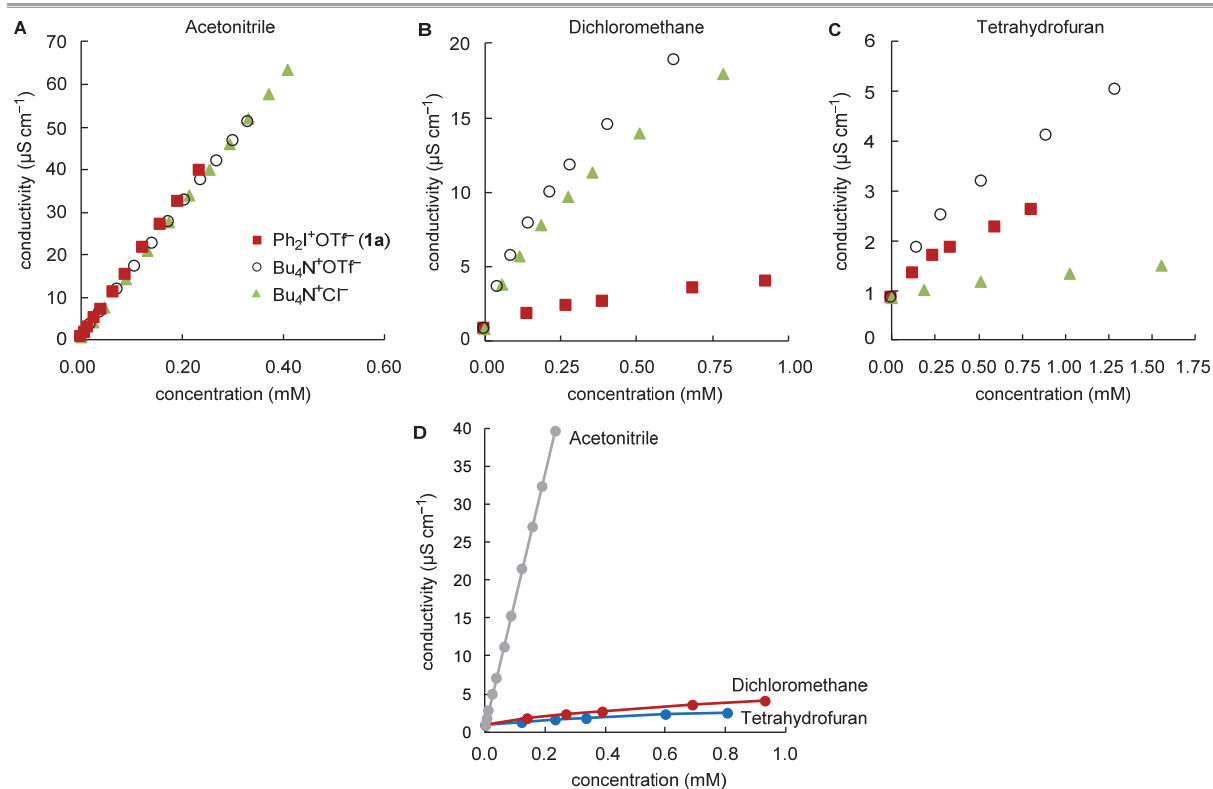 A
Acetonitrile
conductivity (µS cm⁻¹)
70
60
50
40
30
20
10
0
0.00
0.20
0.40
0.60
concentration (mM)
Ph₂I⁺OTf⁻ (1a)
Bu₄N⁺OTf⁻
Bu₄N⁺Cl⁻
B
Dichloromethane
conductivity (µS cm⁻¹)
20
15
10
5
0
0.00
0.25
0.50
0.75
1.00
concentration (mM)
C
Tetrahydrofuran
conductivity (µS cm⁻¹)
6
5
4
3
2
1
0
0.00
0.25
0.50
0.75
1.00
1.25
1.50
1.75
concentration (mM)
D
conductivity (µS cm⁻¹)
40
35
30
25
20
15
10
5
0
0.0
0.2
0.4
0.6
0.8
1.0
concentration (mM)
Acetonitrile
Dichloromethane
Tetrahydrofuran